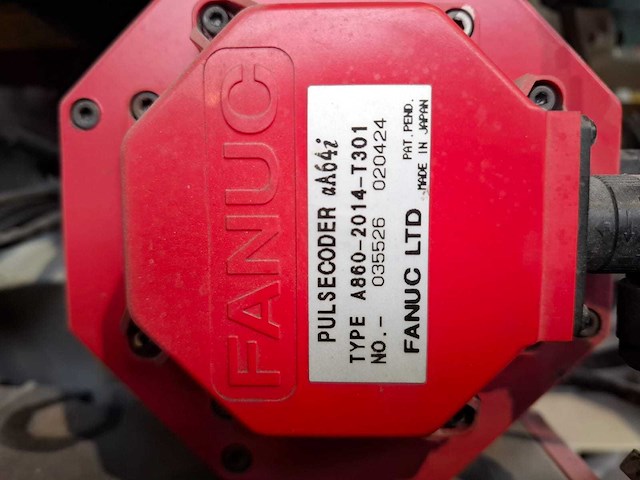 FANUC
PULSECODER αA64i
TYPE A860-2014-T301
NO.- 035526 020424
FANUC LTD
PAT. PEND.
MADE IN JAPAN